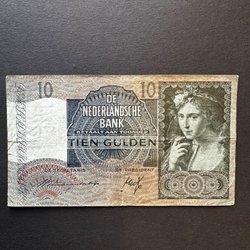 10
10
DE
NEDERLANDSCHE
BANK
BETAALT AAN TOONDER
TIEN GULDEN
DE SECRETARIS
DE PRESIDENT